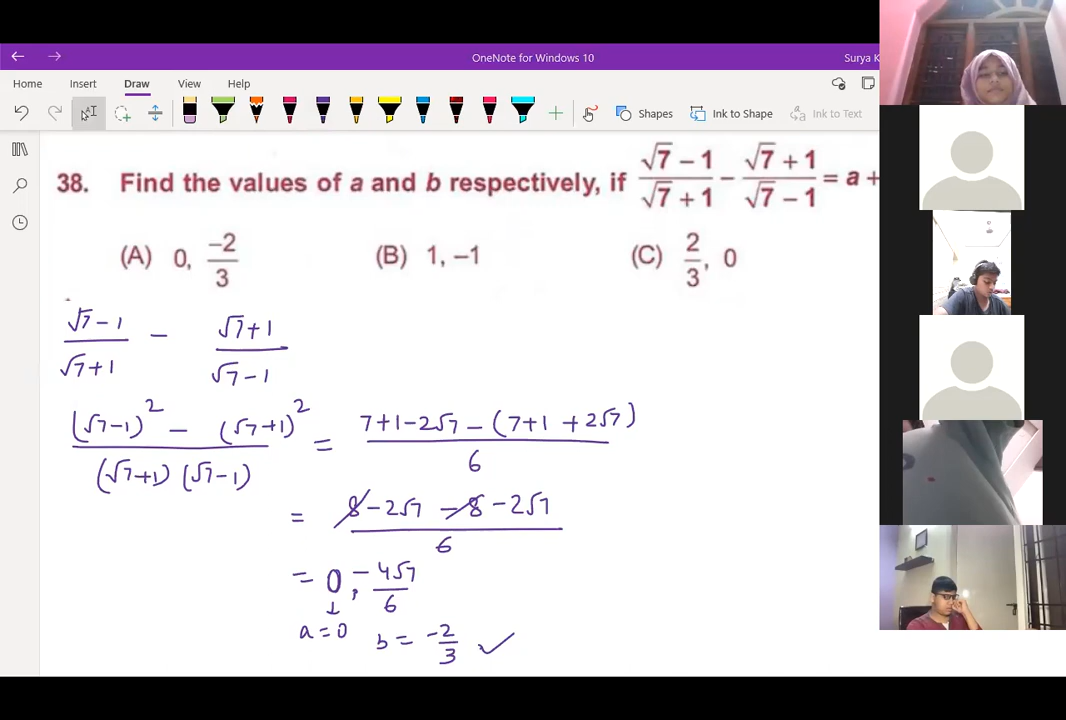 OneNote for Windows 10
Surya K
Home Insert Draw View Help
Shapes Ink to Shape Ink to Text
38. Find the values of a and b respectively, if (√7 − 1)/(√7 + 1) − (√7 + 1)/(√7 − 1) = a +
(A) 0, −2/3 (B) 1, −1 (C) 2/3, 0
(√7−1)/(√7+1) − (√7+1)/(√7−1)
((√7−1)² − (√7+1)²)/((√7+1)(√7−1)) = (7+1−2√7−(7+1+2√7))/6
= (8−2√7−8−2√7)/6
= 0, −4√7/6
↓
a=0 b = −2/3 ✓